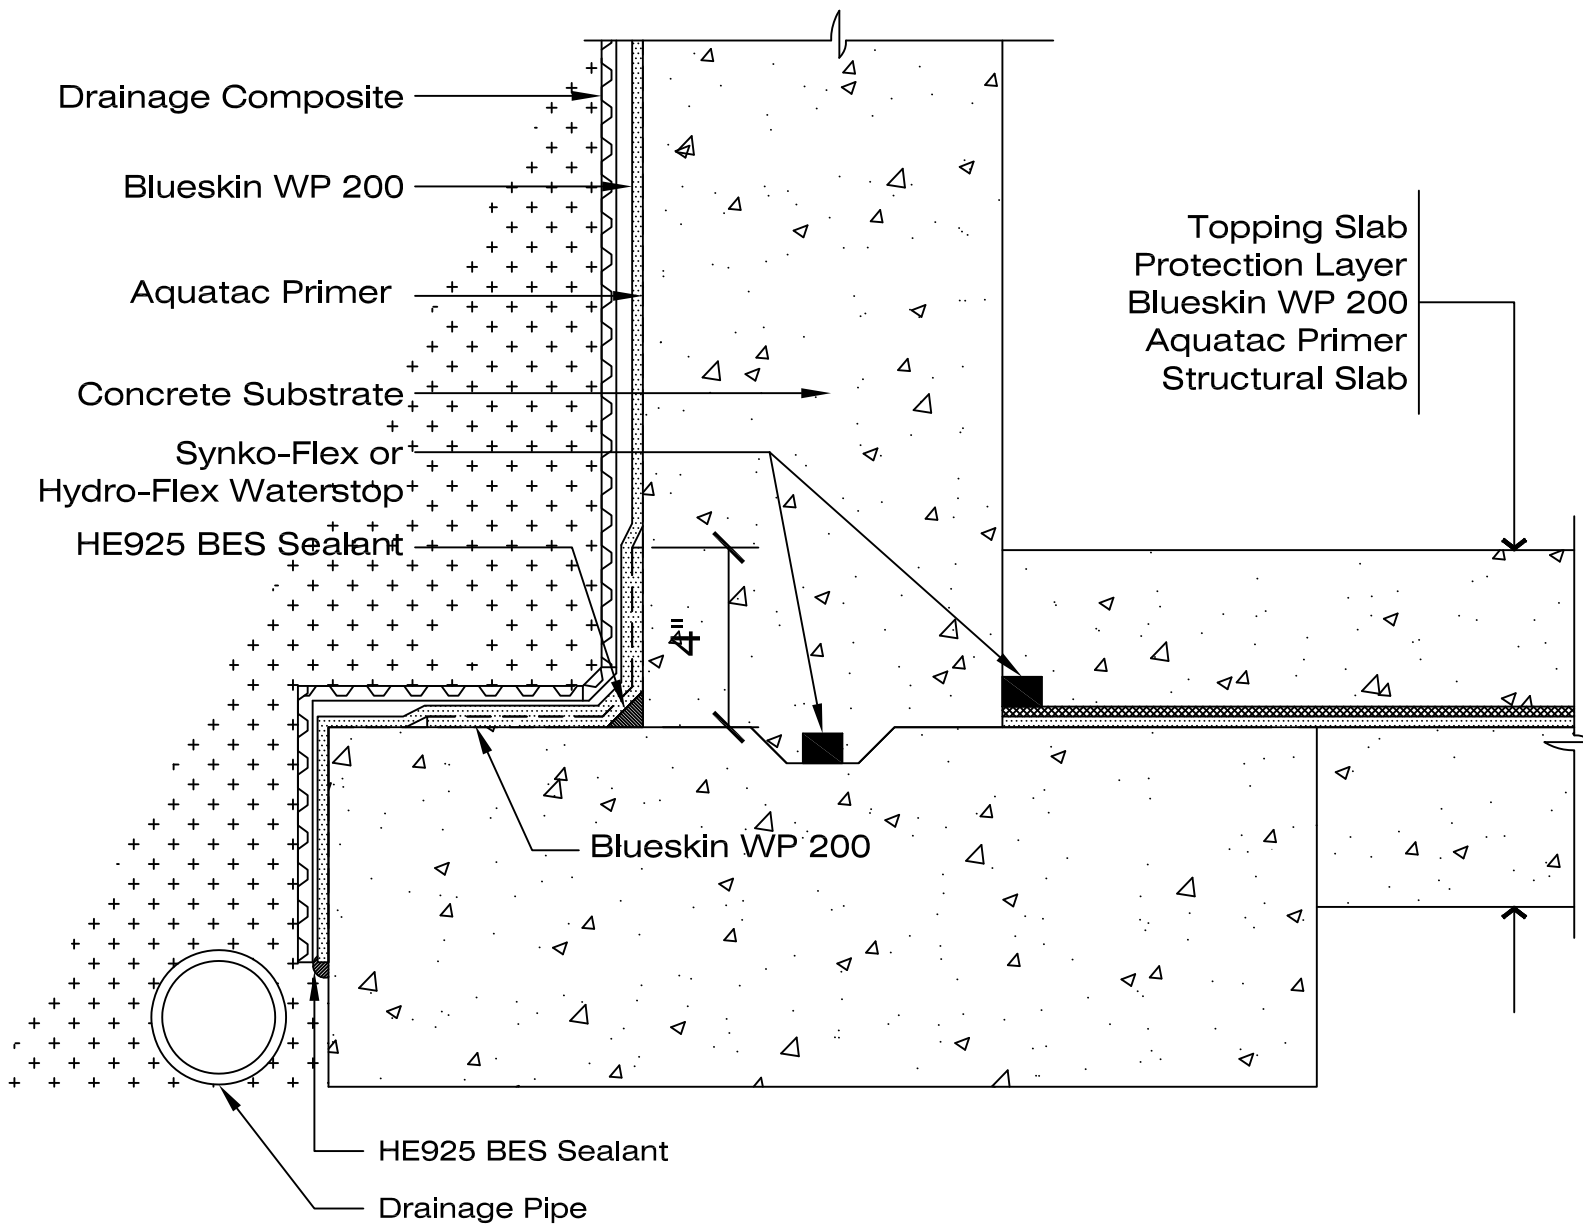 Drainage Composite
Blueskin WP 200
Aquatac Primer
Concrete Substrate
Synko-Flex or
Hydro-Flex Waterstop
HE925 BES Sealant
Topping Slab
Protection Layer
Blueskin WP 200
Aquatac Primer
Structural Slab
4"
Blueskin WP 200
HE925 BES Sealant
Drainage Pipe